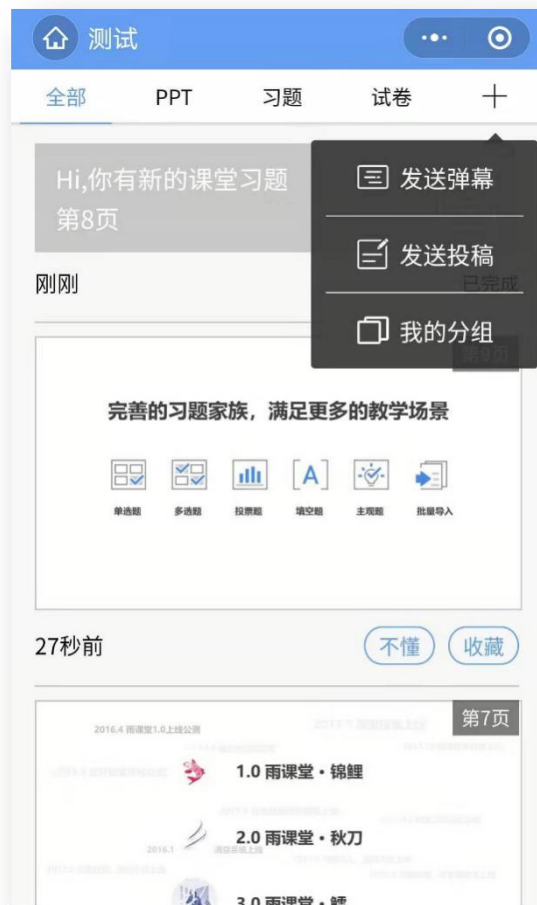 测试
全部 PPT 习题 试卷
Hi,你有新的课堂习题
第8页
发送弹幕
发送投稿
我的分组
刚刚
已完成
第9页
完善的习题家族，满足更多的教学场景
单选题 多选题 投票题 填空题 主观题 批量导入
27秒前
不懂 收藏
第7页
2016.4 雨课堂1.0上线公测
1.0 雨课堂・锦鲤
2016.1
2.0 雨课堂・秋刀
3.0 雨课堂・鳕